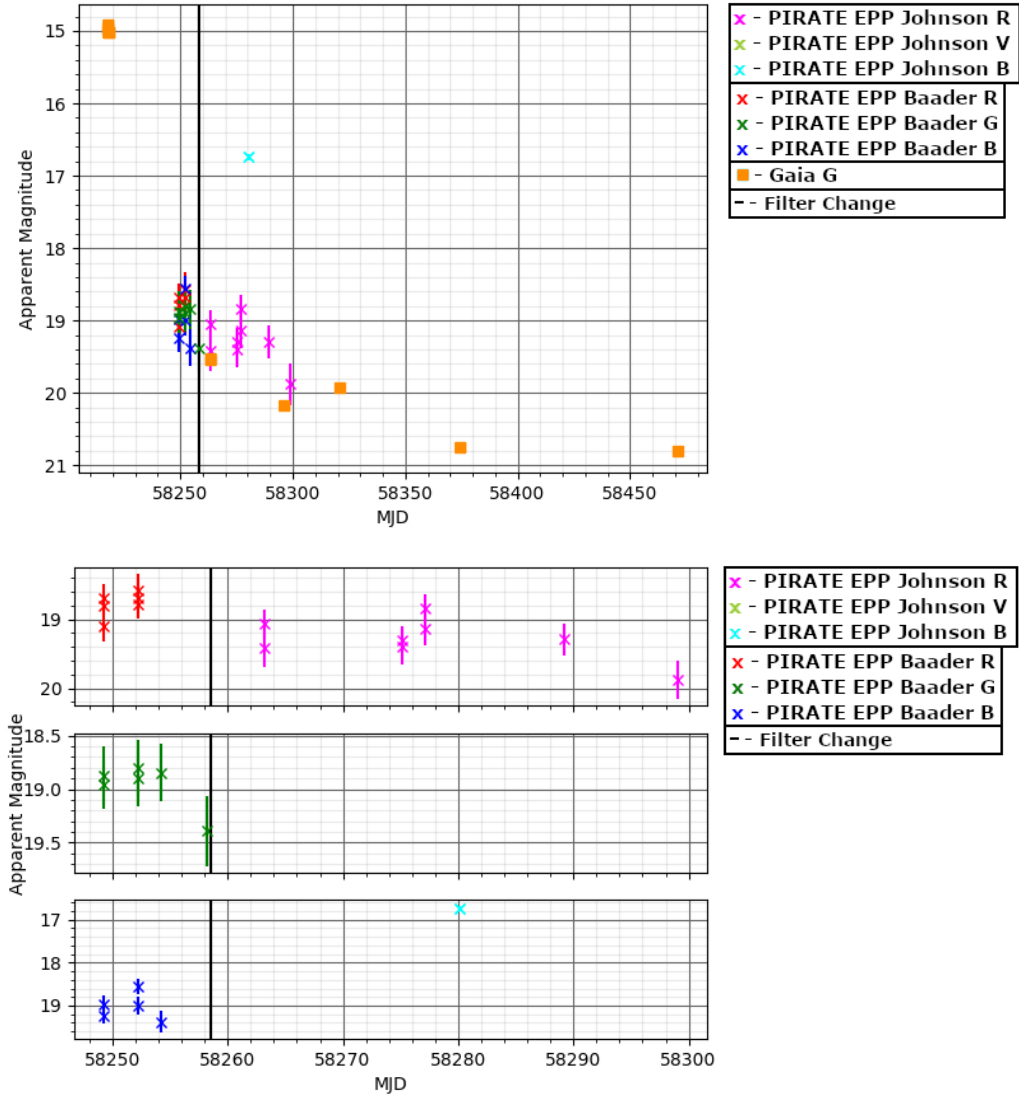 15
16
17
18
19
20
21
Apparent Magnitude
58250 58300 58350 58400 58450
MJD
x - PIRATE EPP Johnson R
x - PIRATE EPP Johnson V
x - PIRATE EPP Johnson B
x - PIRATE EPP Baader R
x - PIRATE EPP Baader G
x - PIRATE EPP Baader B
- Gaia G
-- - Filter Change
19
20
18.5
19.0
19.5
17
18
19
Apparent Magnitude
58250 58260 58270 58280 58290 58300
MJD
x - PIRATE EPP Johnson R
x - PIRATE EPP Johnson V
x - PIRATE EPP Johnson B
x - PIRATE EPP Baader R
x - PIRATE EPP Baader G
x - PIRATE EPP Baader B
-- - Filter Change